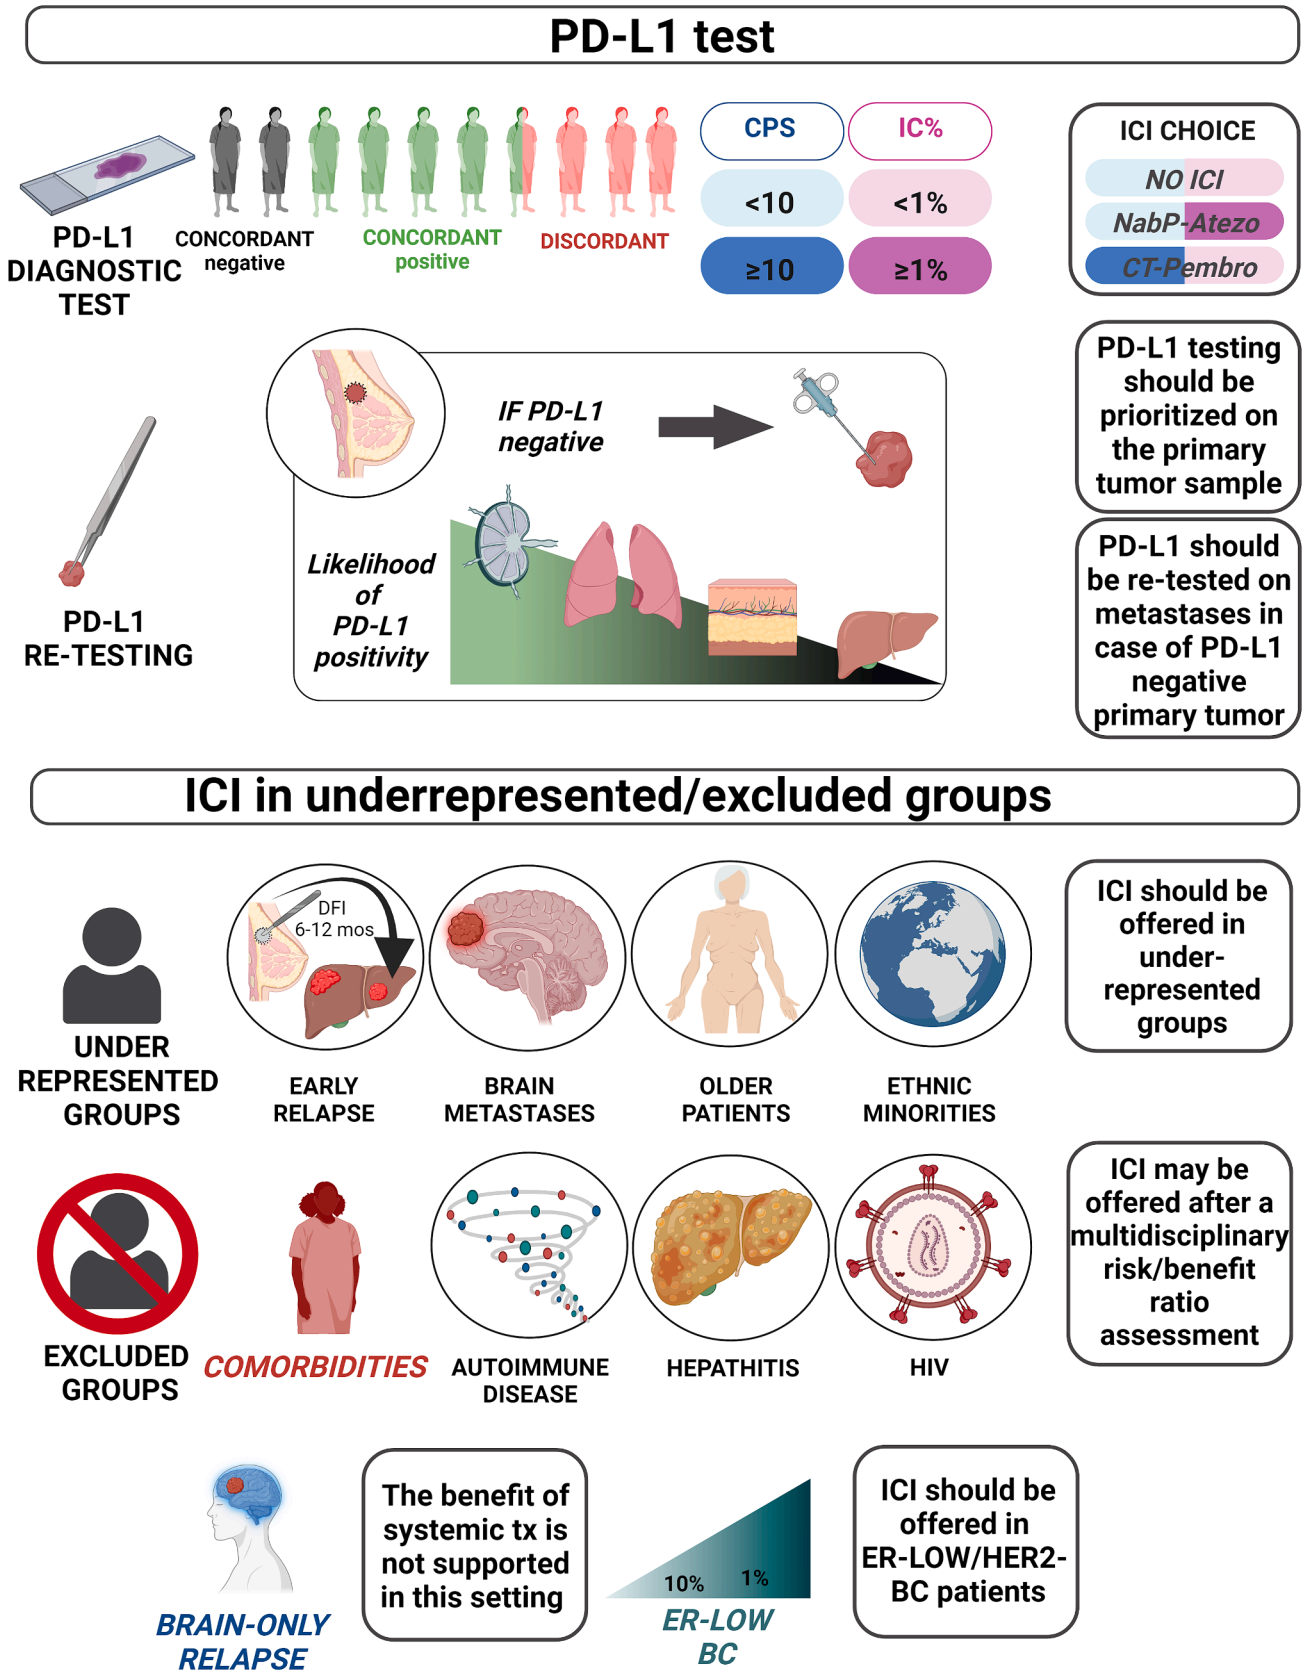 PD-L1 test
PD-L1
DIAGNOSTIC
TEST
CONCORDANT
negative
CONCORDANT
positive
DISCORDANT
CPS
IC%
<10
<1%
≥10
≥1%
ICI CHOICE
NO ICI
NabP-Atezo
CT-Pembro
PD-L1
RE-TESTING
IF PD-L1
negative
Likelihood
of
PD-L1
positivity
PD-L1 testing
should be
prioritized on
the primary
tumor sample
PD-L1 should
be re-tested on
metastases in
case of PD-L1
negative
primary tumor
ICI in underrepresented/excluded groups
UNDER
REPRESENTED
GROUPS
DFI
6-12 mos
EARLY
RELAPSE
BRAIN
METASTASES
OLDER
PATIENTS
ETHNIC
MINORITIES
ICI should be
offered in
under-
represented
groups
EXCLUDED
GROUPS
COMORBIDITIES
AUTOIMMUNE
DISEASE
HEPATHITIS
HIV
ICI may be
offered after a
multidisciplinary
risk/benefit
ratio
assessment
BRAIN-ONLY
RELAPSE
The benefit of
systemic tx is
not supported
in this setting
10%
1%
ER-LOW
BC
ICI should be
offered in
ER-LOW/HER2-
BC patients